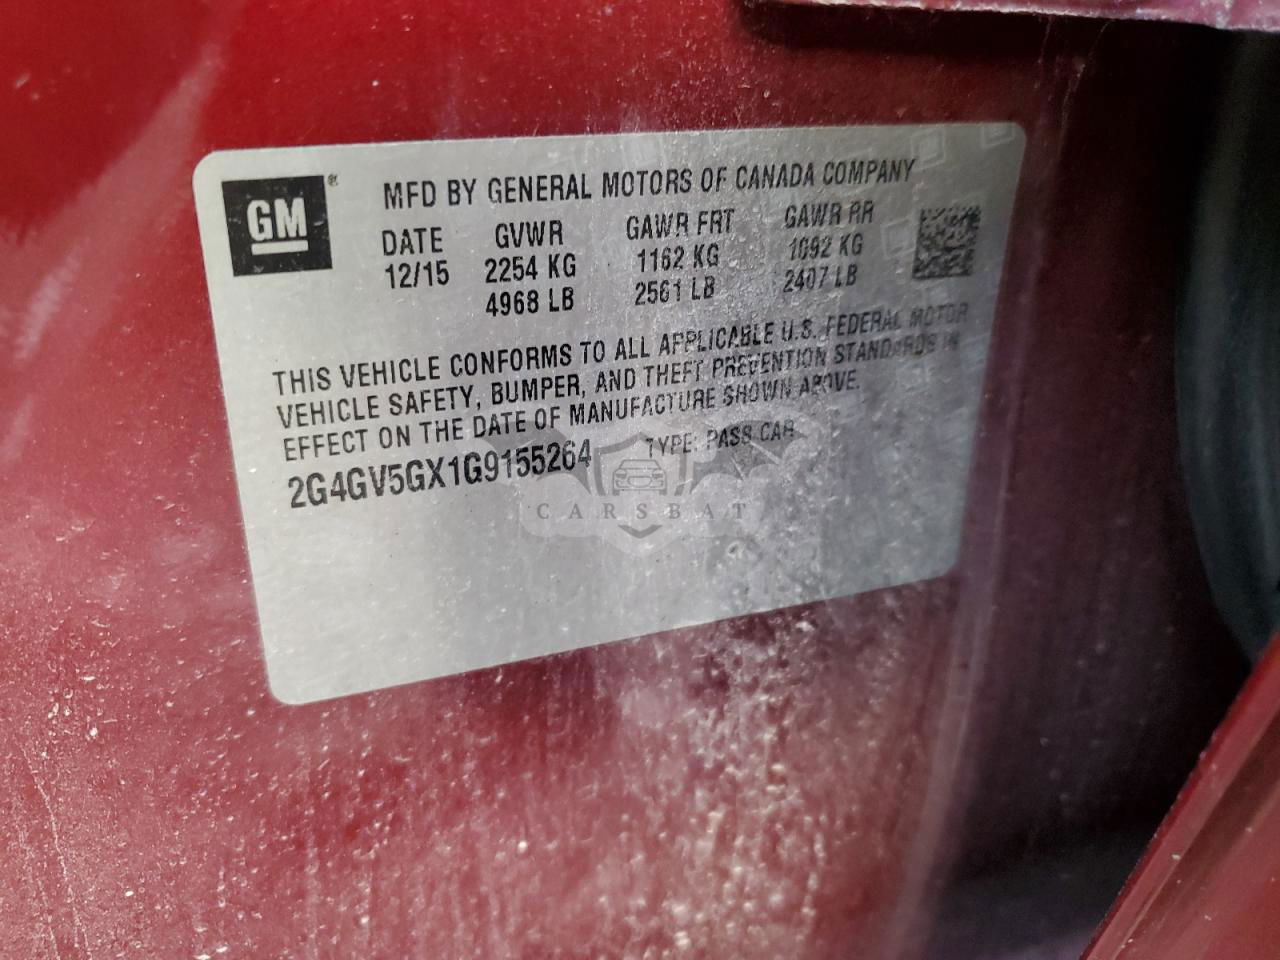 GM ®
MFD BY GENERAL MOTORS OF CANADA COMPANY
DATE GVWR GAWR FRT GAWR RR
12/15 2254 KG 1162 KG 1092 KG
4968 LB 2561 LB 2407 LB
THIS VEHICLE CONFORMS TO ALL APPLICABLE U.S. FEDERAL MOTOR
VEHICLE SAFETY, BUMPER, AND THEFT PREVENTION STANDARDS IN
EFFECT ON THE DATE OF MANUFACTURE SHOWN ABOVE.
2G4GV5GX1G9155264 TYPE: PASS CAR
CARSBAT